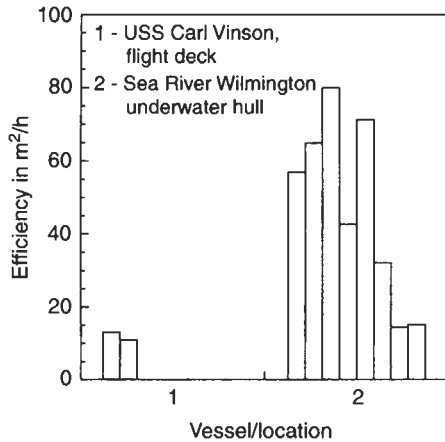 1 - USS Carl Vinson,
flight deck
2 - Sea River Wilmington
underwater hull
100
80
60
40
20
0
Efficiency in m²/h
1 2
Vessel/location